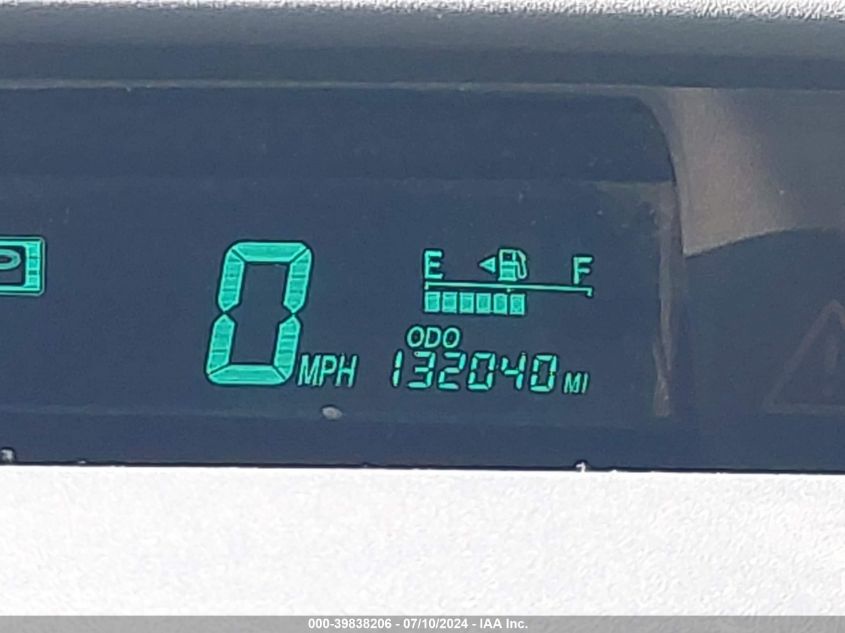 P
0 MPH
E F
ODO
132040 MI
000-39838206 - 07/10/2024 - IAA Inc.